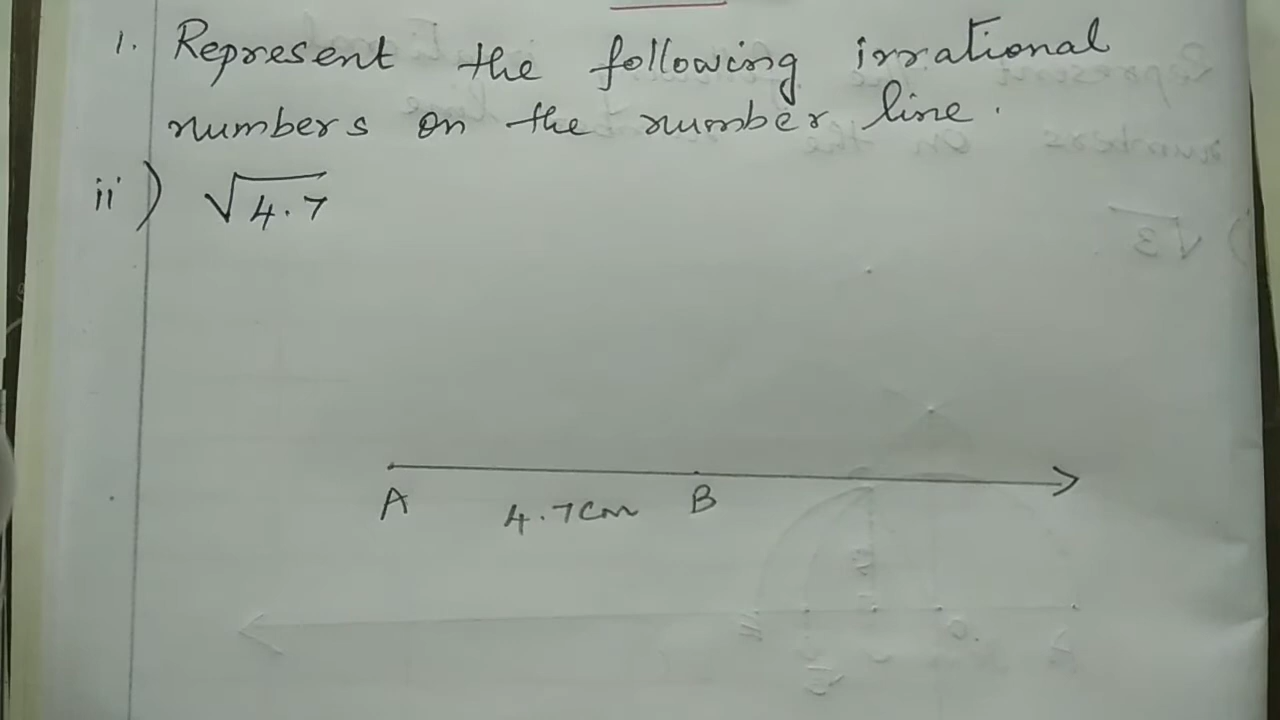 1. Represent the following irrational
numbers on the number line.
ii) √4.7
A 4.7cm B